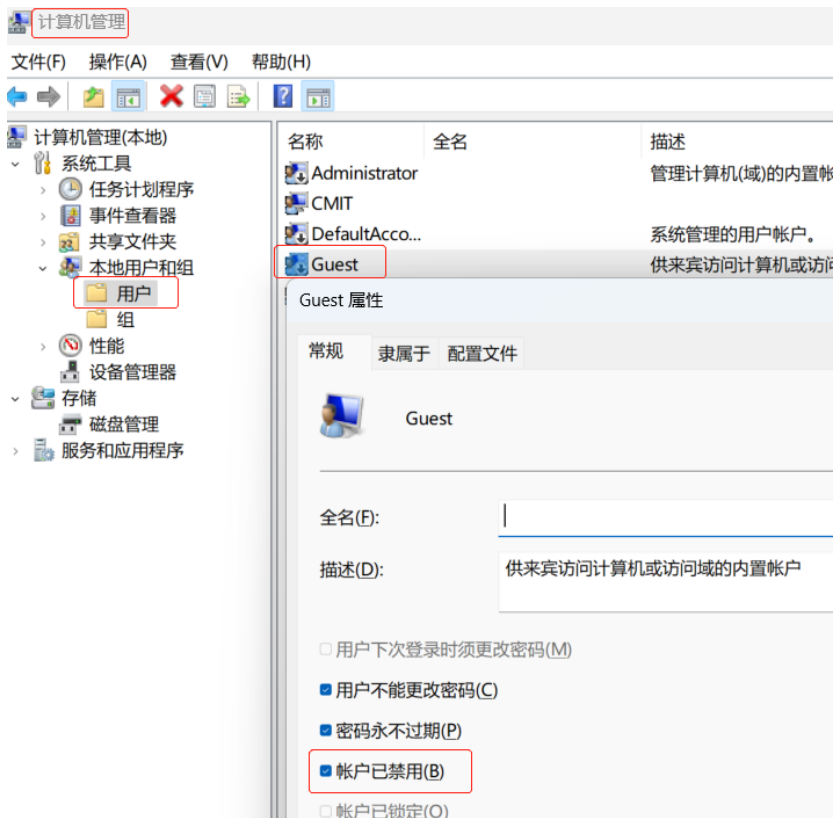 计算机管理
文件(F) 操作(A) 查看(V) 帮助(H)
计算机管理(本地)
系统工具
任务计划程序
事件查看器
共享文件夹
本地用户和组
用户
组
性能
设备管理器
存储
磁盘管理
服务和应用程序
名称 全名 描述
Administrator 管理计算机(域)的内置帐
CMIT
DefaultAcco... 系统管理的用户帐户。
Guest 供来宾访问计算机或访问
Guest 属性
常规 隶属于 配置文件
Guest
全名(F):
描述(D): 供来宾访问计算机或访问域的内置帐户
用户下次登录时须更改密码(M)
用户不能更改密码(C)
密码永不过期(P)
帐户已禁用(B)
帐户已锁定(O)